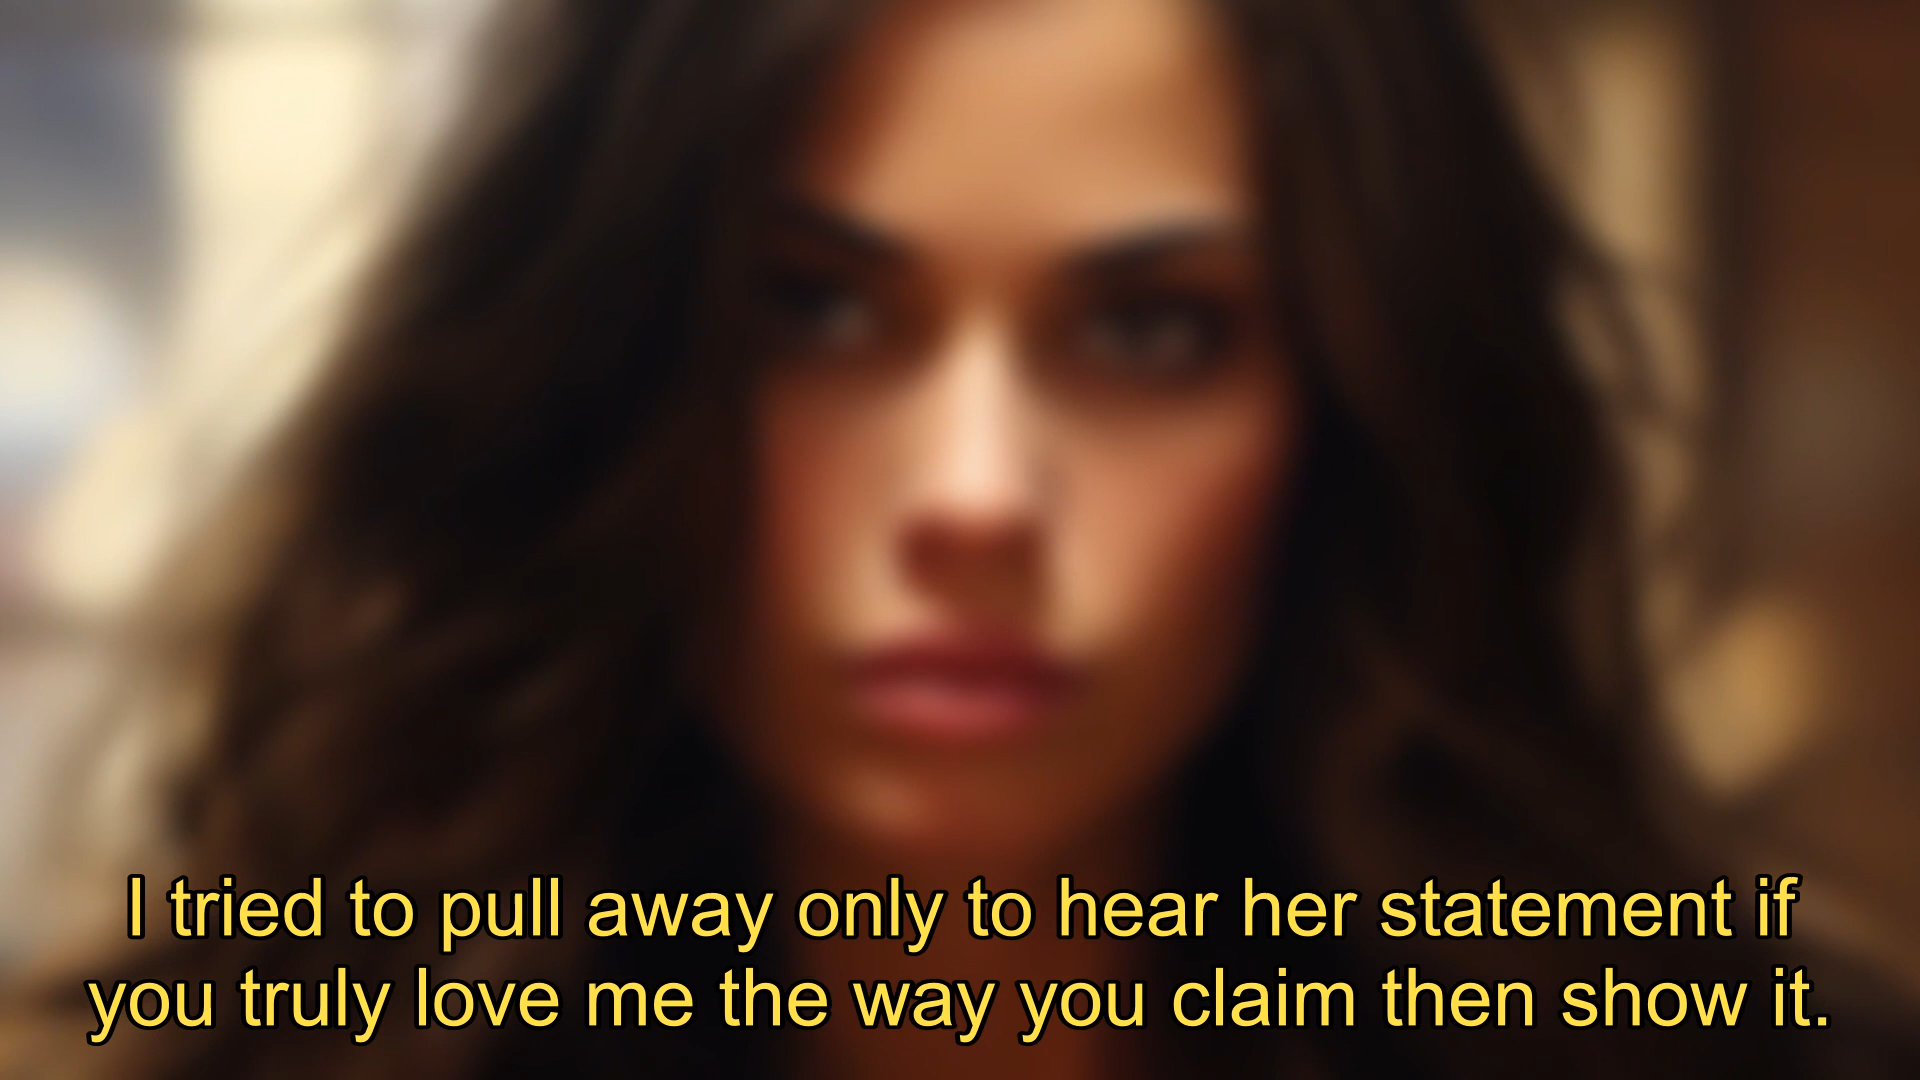 I tried to pull away only to hear her statement if
you truly love me the way you claim then show it.